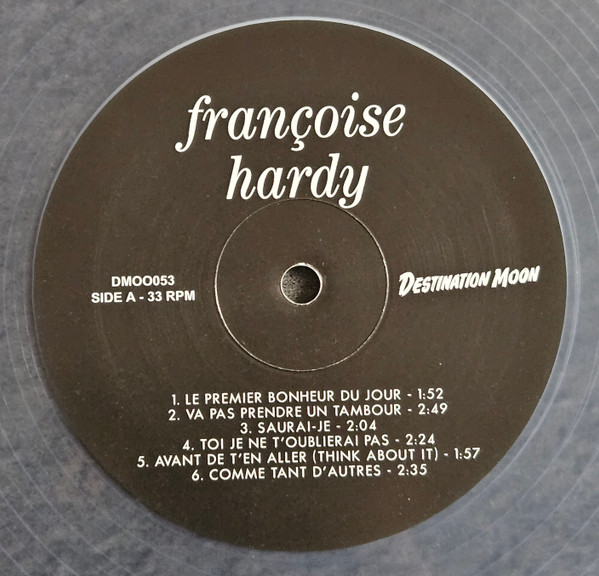 françoise
hardy
DMOO053
SIDE A - 33 RPM
DESTINATION MOON
1. LE PREMIER BONHEUR DU JOUR - 1:52
2. VA PAS PRENDRE UN TAMBOUR - 2:49
3. SAURAI-JE - 2:04
4. TOI JE NE T'OUBLIERAI PAS - 2:24
5. AVANT DE T'EN ALLER (THINK ABOUT IT) - 1:57
6. COMME TANT D'AUTRES - 2:35